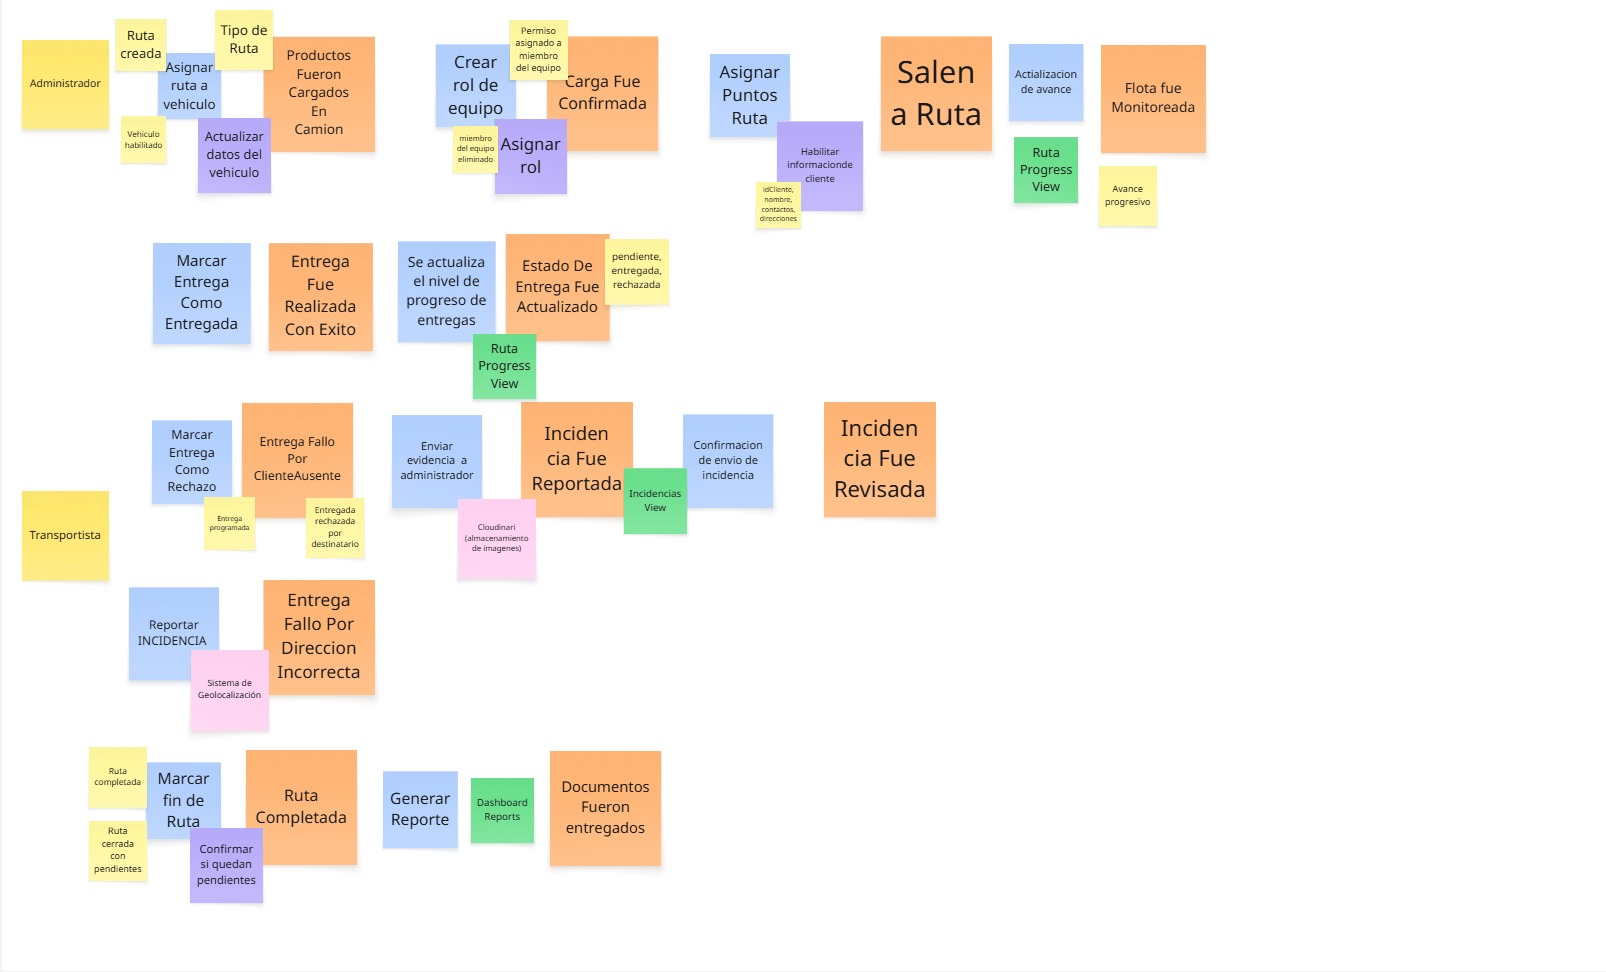 Administrador
Ruta
creada
Tipo de
Ruta
Asignar
ruta a
vehiculo
Vehiculo
habilitado
Actualizar
datos del
vehiculo
Productos
Fueron
Cargados
En
Camion
Crear
rol de
equipo
Permiso
asignado a
miembro
del equipo
miembro
del equipo
eliminado
Asignar
rol
Carga Fue
Confirmada
Asignar
Puntos
Ruta
Habilitar
informacionde
cliente
idCliente,
nombre,
contactos,
direcciones
Salen
a Ruta
Actializacion
de avance
Ruta
Progress
View
Flota fue
Monitoreada
Avance
progresivo
Marcar
Entrega
Como
Entregada
Entrega
Fue
Realizada
Con Exito
Se actualiza
el nivel de
progreso de
entregas
Estado De
Entrega Fue
Actualizado
pendiente,
entregada,
rechazada
Ruta
Progress
View
Transportista
Marcar
Entrega
Como
Rechazo
Entrega Fallo
Por
ClienteAusente
Entrega
programada
Entregada
rechazada
por
destinatario
Enviar
evidencia a
administrador
Cloudinari
(almacenamiento
de imagenes)
Inciden
cia Fue
Reportada
Incidencias
View
Confirmacion
de envio de
incidencia
Inciden
cia Fue
Revisada
Reportar
INCIDENCIA
Sistema de
Geolocalización
Entrega
Fallo Por
Direccion
Incorrecta
Ruta
completada
Marcar
fin de
Ruta
Ruta
cerrada
con
pendientes
Confirmar
si quedan
pendientes
Ruta
Completada
Generar
Reporte
Dashboard
Reports
Documentos
Fueron
entregados